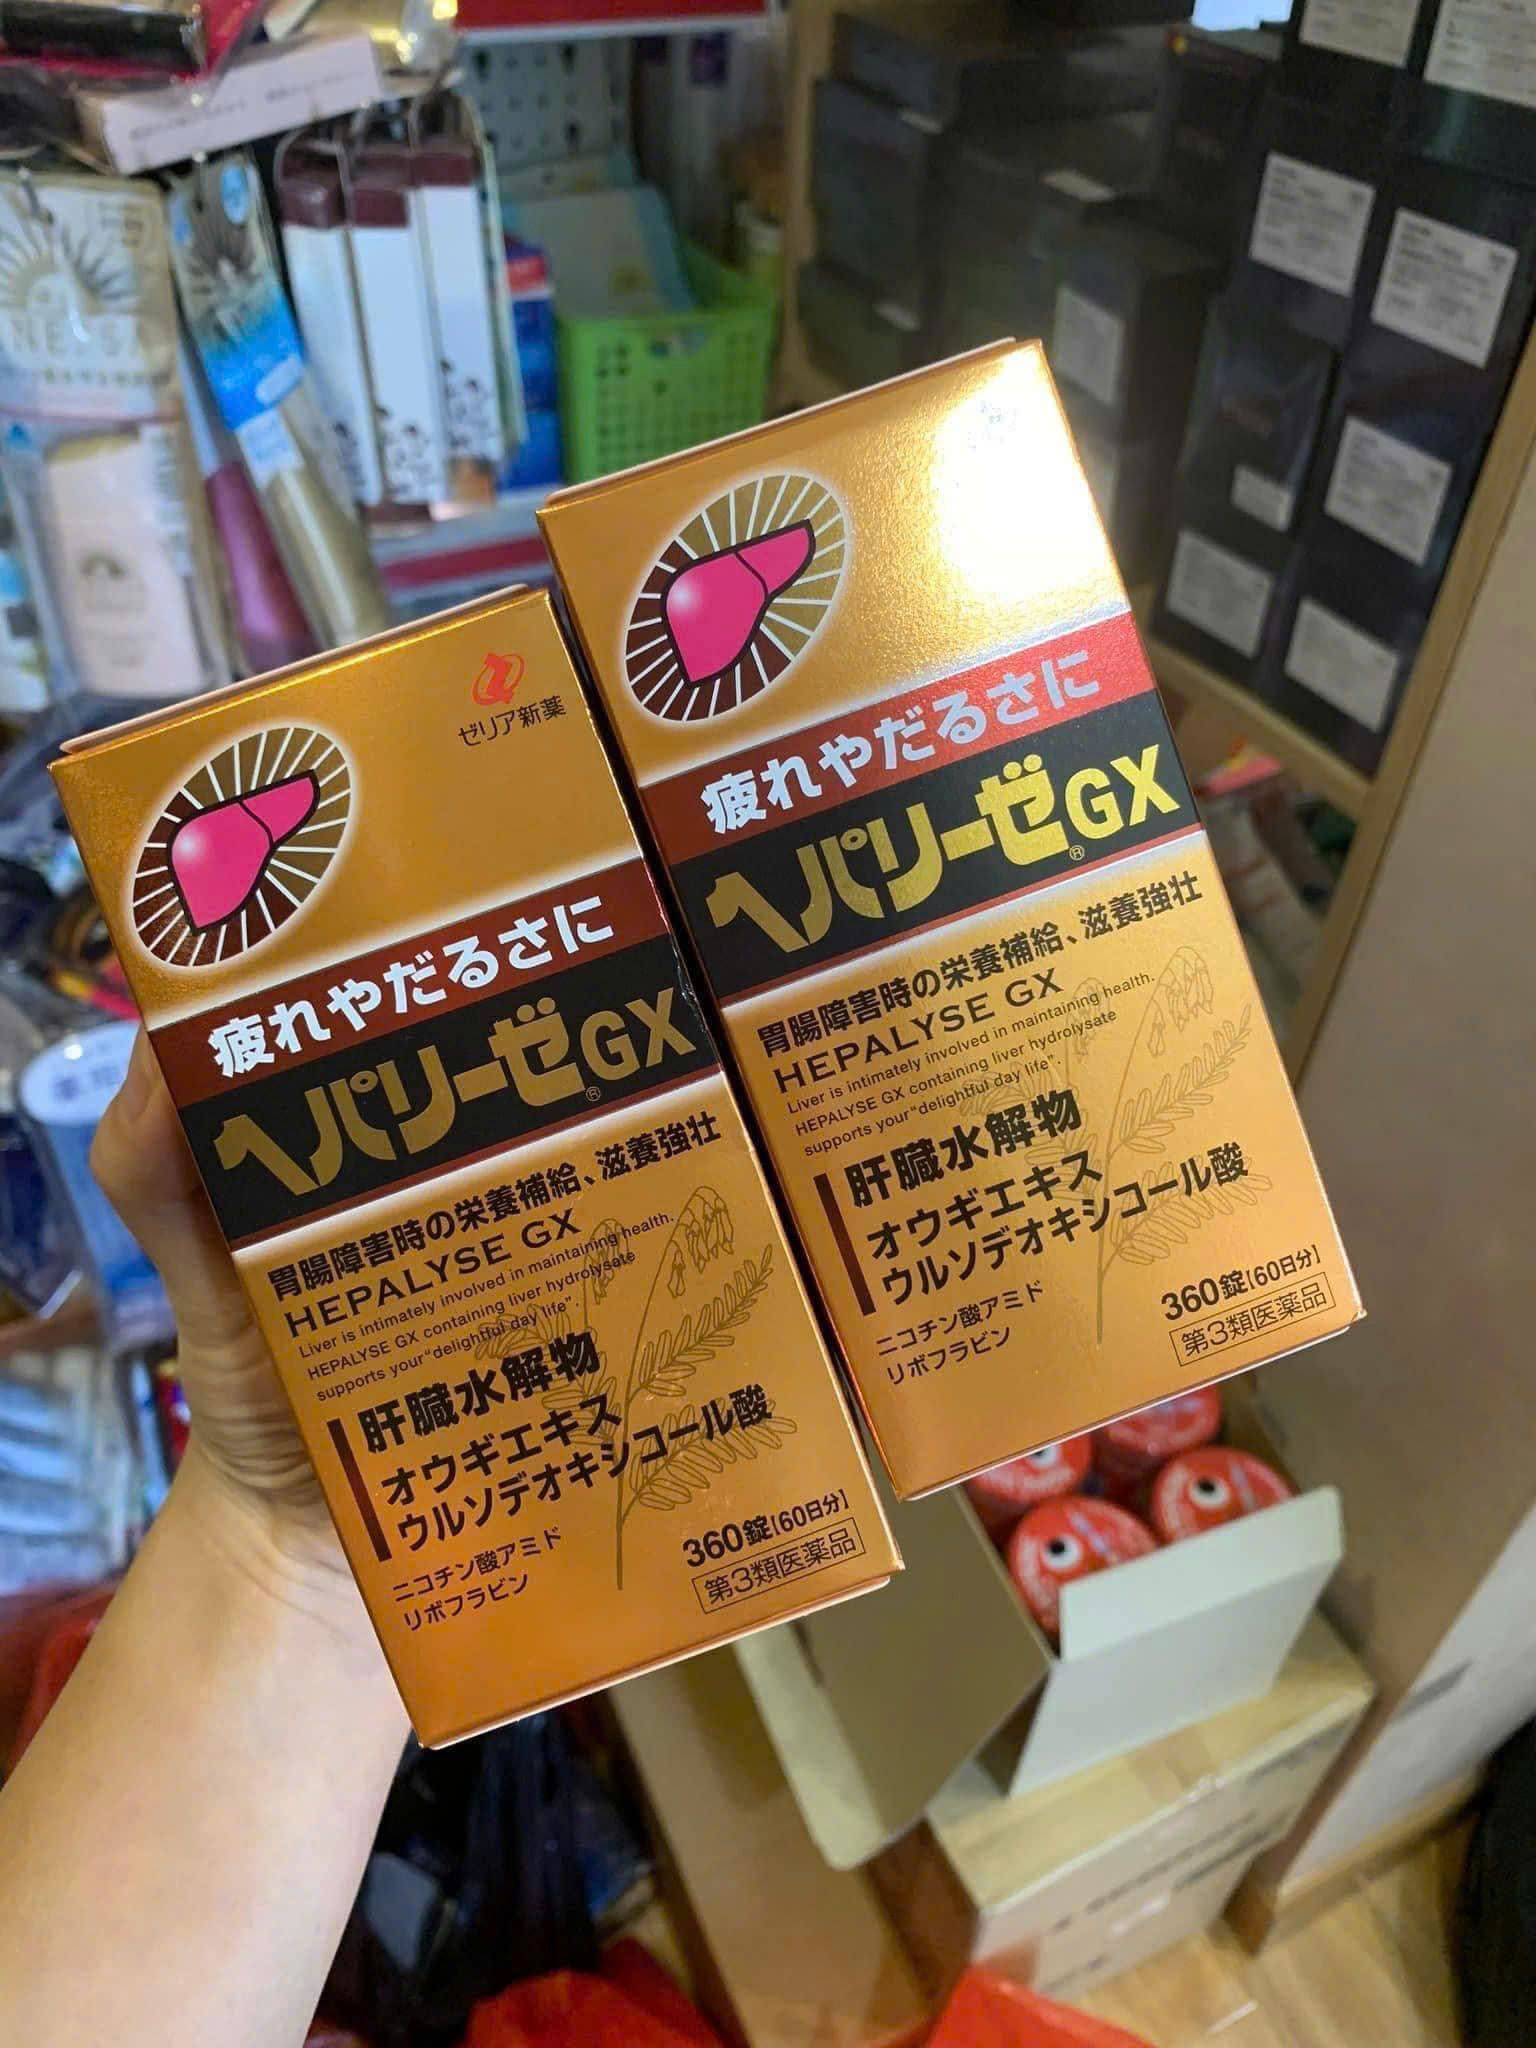 ゼリア新薬
疲れやだるさに
ヘパリーゼGX
®
胃腸障害時の栄養補給、滋養強壮
HEPALYSE GX
Liver is intimately involved in maintaining health.
HEPALYSE GX containing liver hydrolysate
supports your "delightful day life".
肝臓水解物
オウギエキス
ウルソデオキシコール酸
ニコチン酸アミド
リボフラビン
360錠[60日分]
第3類医薬品
疲れやだるさに
ヘパリーゼGX
®
胃腸障害時の栄養補給、滋養強壮
HEPALYSE GX
Liver is intimately involved in maintaining health.
HEPALYSE GX containing liver hydrolysate
supports your "delightful day life".
肝臓水解物
オウギエキス
ウルソデオキシコール酸
ニコチン酸アミド
リボフラビン
360錠[60日分]
第3類医薬品